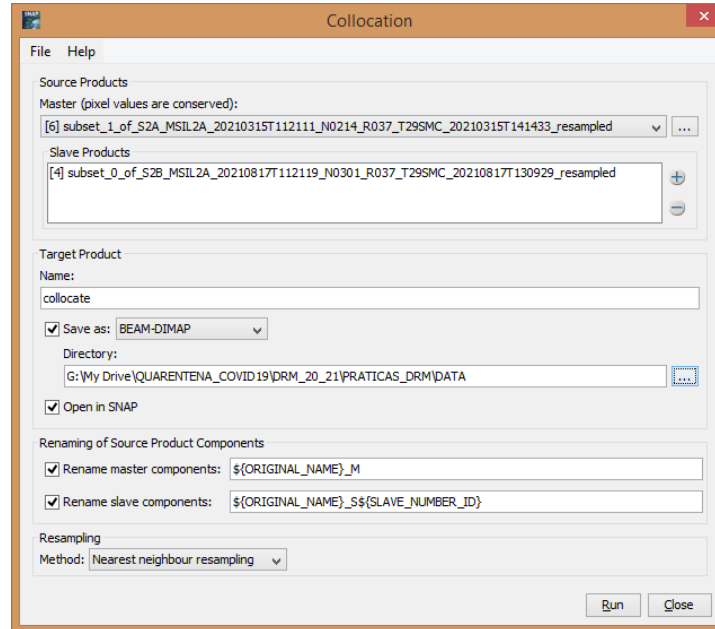 SNAP
Collocation
File Help
Source Products
Master (pixel values are conserved):
[6] subset_1_of_S2A_MSIL2A_20210315T112111_N0214_R037_T29SMC_20210315T141433_resampled
...
Slave Products
[4] subset_0_of_S2B_MSIL2A_20210817T112119_N0301_R037_T29SMC_20210817T130929_resampled
Target Product
Name:
collocate
Save as: BEAM-DIMAP
Directory:
G:\My Drive\QUARENTENA_COVID19\DRM_20_21\PRATICAS_DRM\DATA
...
Open in SNAP
Renaming of Source Product Components
Rename master components: ${ORIGINAL_NAME}_M
Rename slave components: ${ORIGINAL_NAME}_S${SLAVE_NUMBER_ID}
Resampling
Method: Nearest neighbour resampling
Run Close